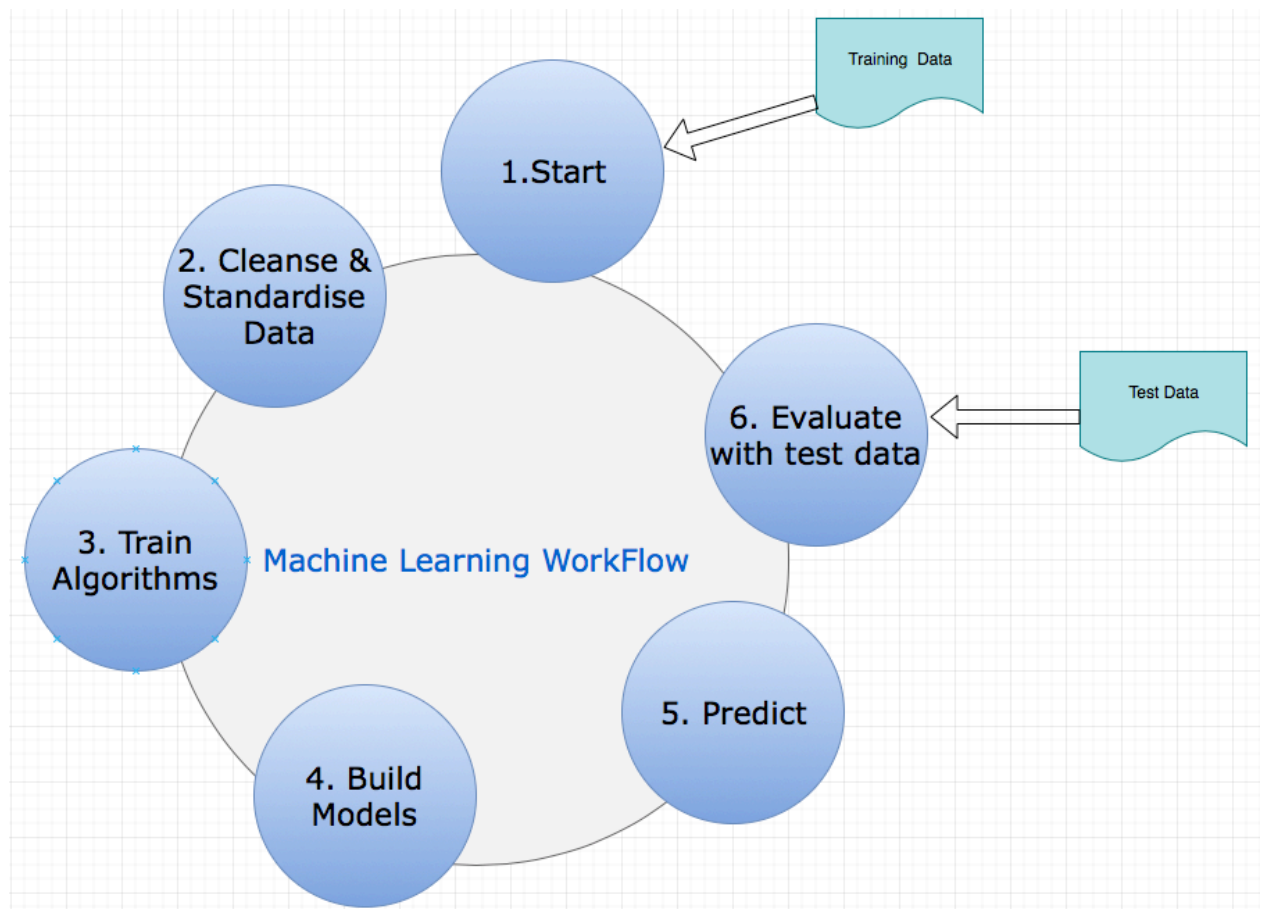 Training Data
1.Start
2. Cleanse &
Standardise
Data
6. Evaluate
with test data
Test Data
3. Train
Algorithms
Machine Learning WorkFlow
5. Predict
4. Build
Models